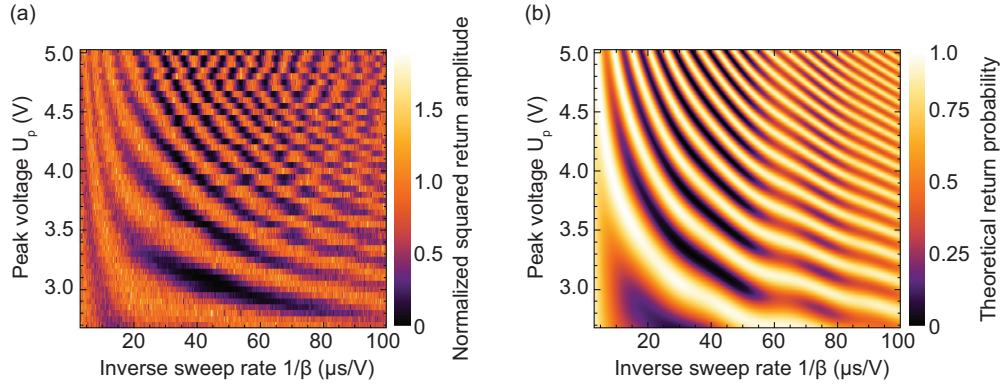 (a)
Peak voltage Uₚ (V)
5.0
4.5
4.0
3.5
3.0
20 40 60 80 100
Inverse sweep rate 1/β (µs/V)
1.5
1.0
0.5
0
Normalized squared return amplitude
(b)
Peak voltage Uₚ (V)
5.0
4.5
4.0
3.5
3.0
20 40 60 80 100
Inverse sweep rate 1/β (µs/V)
1.0
0.75
0.5
0.25
0
Theoretical return probability